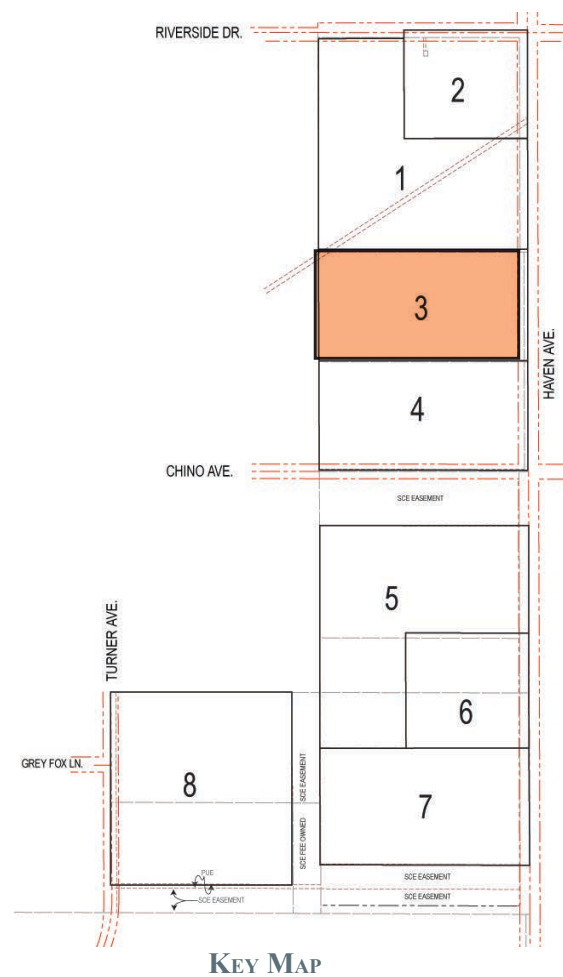 RIVERSIDE DR.
2
1
3
HAVEN AVE.
4
CHINO AVE.
SCE EASEMENT
5
TURNER AVE.
6
GREY FOX LN.
8
SCE EASEMENT
7
SCE FEE OWNED
PUE
SCE EASEMENT
SCE EASEMENT
SCE EASEMENT
KEY MAP